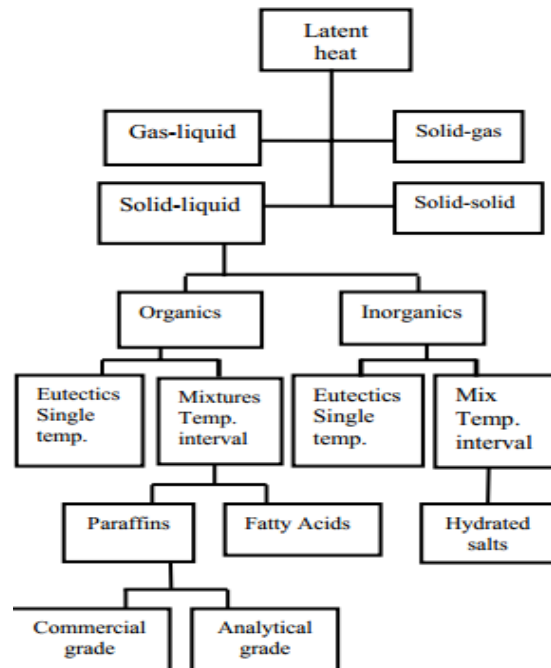 Latent
heat
Gas-liquid
Solid-gas
Solid-liquid
Solid-solid
Organics
Inorganics
Eutectics
Single
temp.
Mixtures
Temp.
interval
Eutectics
Single
temp.
Mix
Temp.
interval
Paraffins
Fatty Acids
Hydrated
salts
Commercial
grade
Analytical
grade